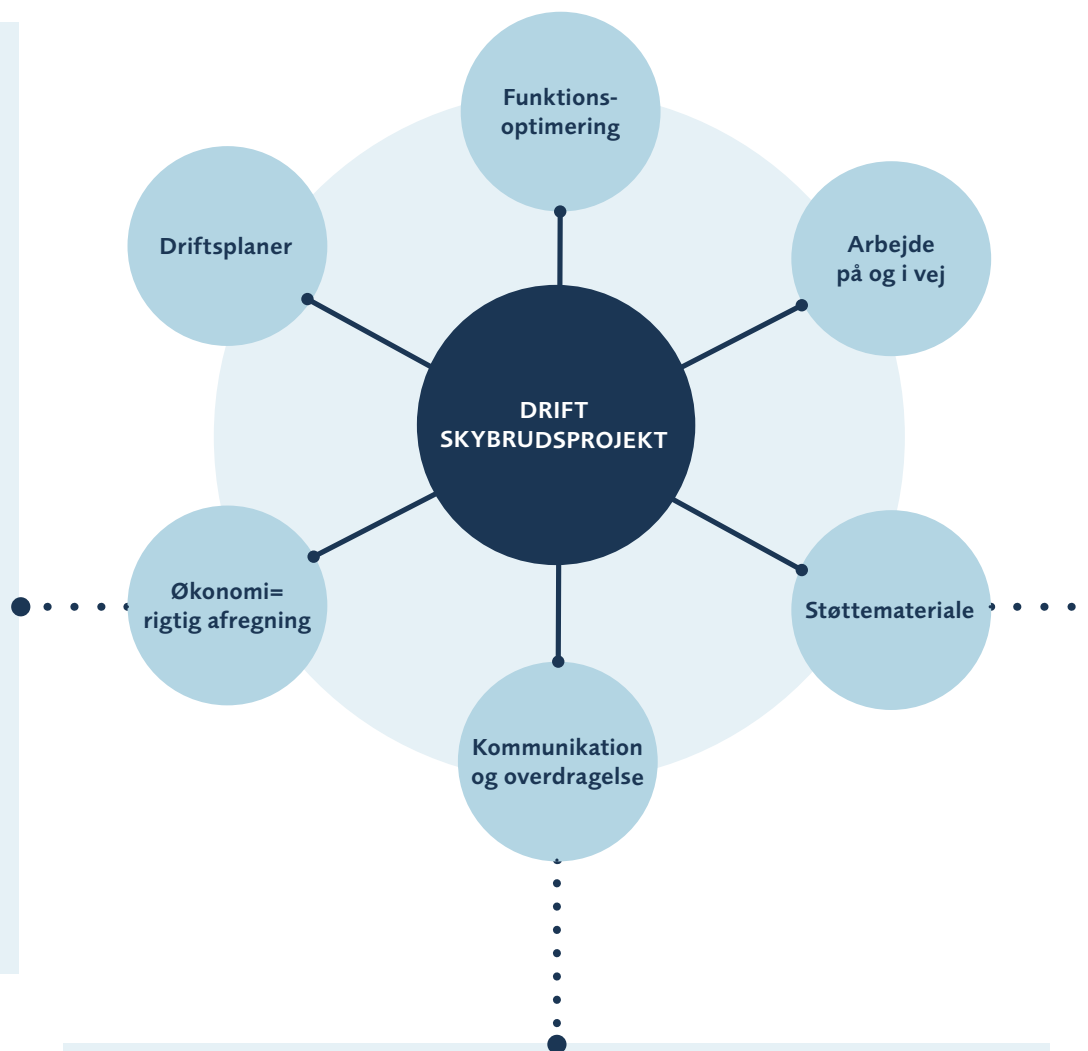 Funktions-
optimering
Driftsplaner
Arbejde
på og i vej
DRIFT
SKYBRUDSPROJEKT
Økonomi=
rigtig afregning
Støttemateriale
Kommunikation
og overdragelse